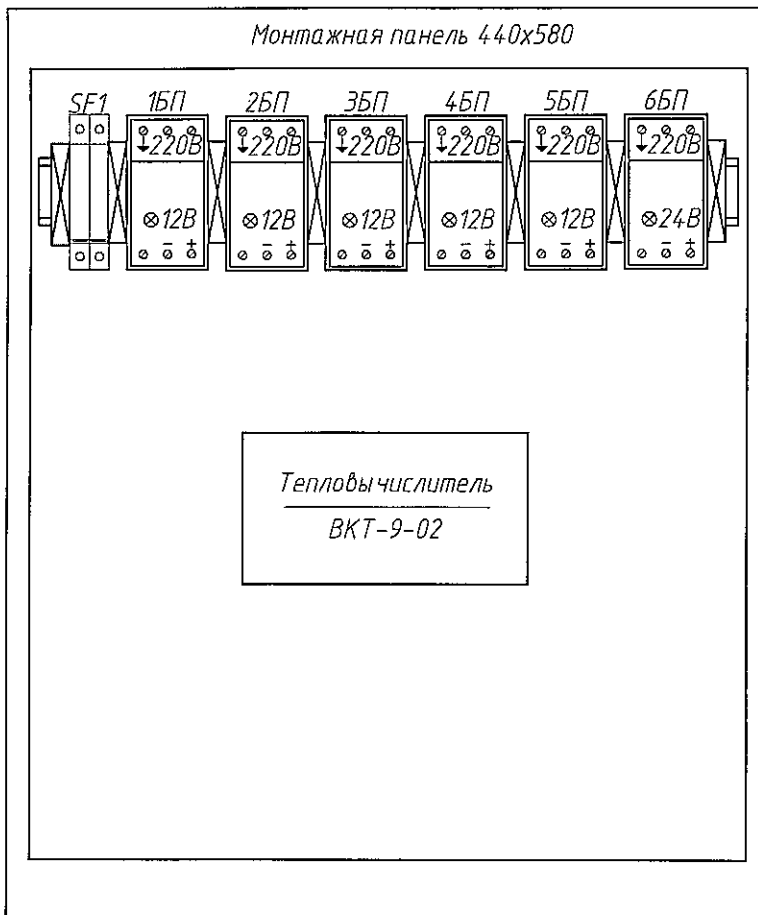 Монтажная панель 440х580
SF1 1БП 2БП 3БП 4БП 5БП 6БП
220В 220В 220В 220В 220В 220В
12В 12В 12В 12В 12В 24В
− + − + − + − + − + − +
Тепловычислитель
ВКТ-9-02